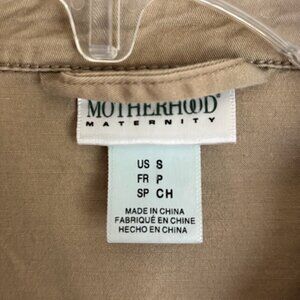 MOTHERHOOD®
MATERNITY
US S
FR P
SP CH
MADE IN CHINA
FABRIQUÉ EN CHINE
HECHO EN CHINA